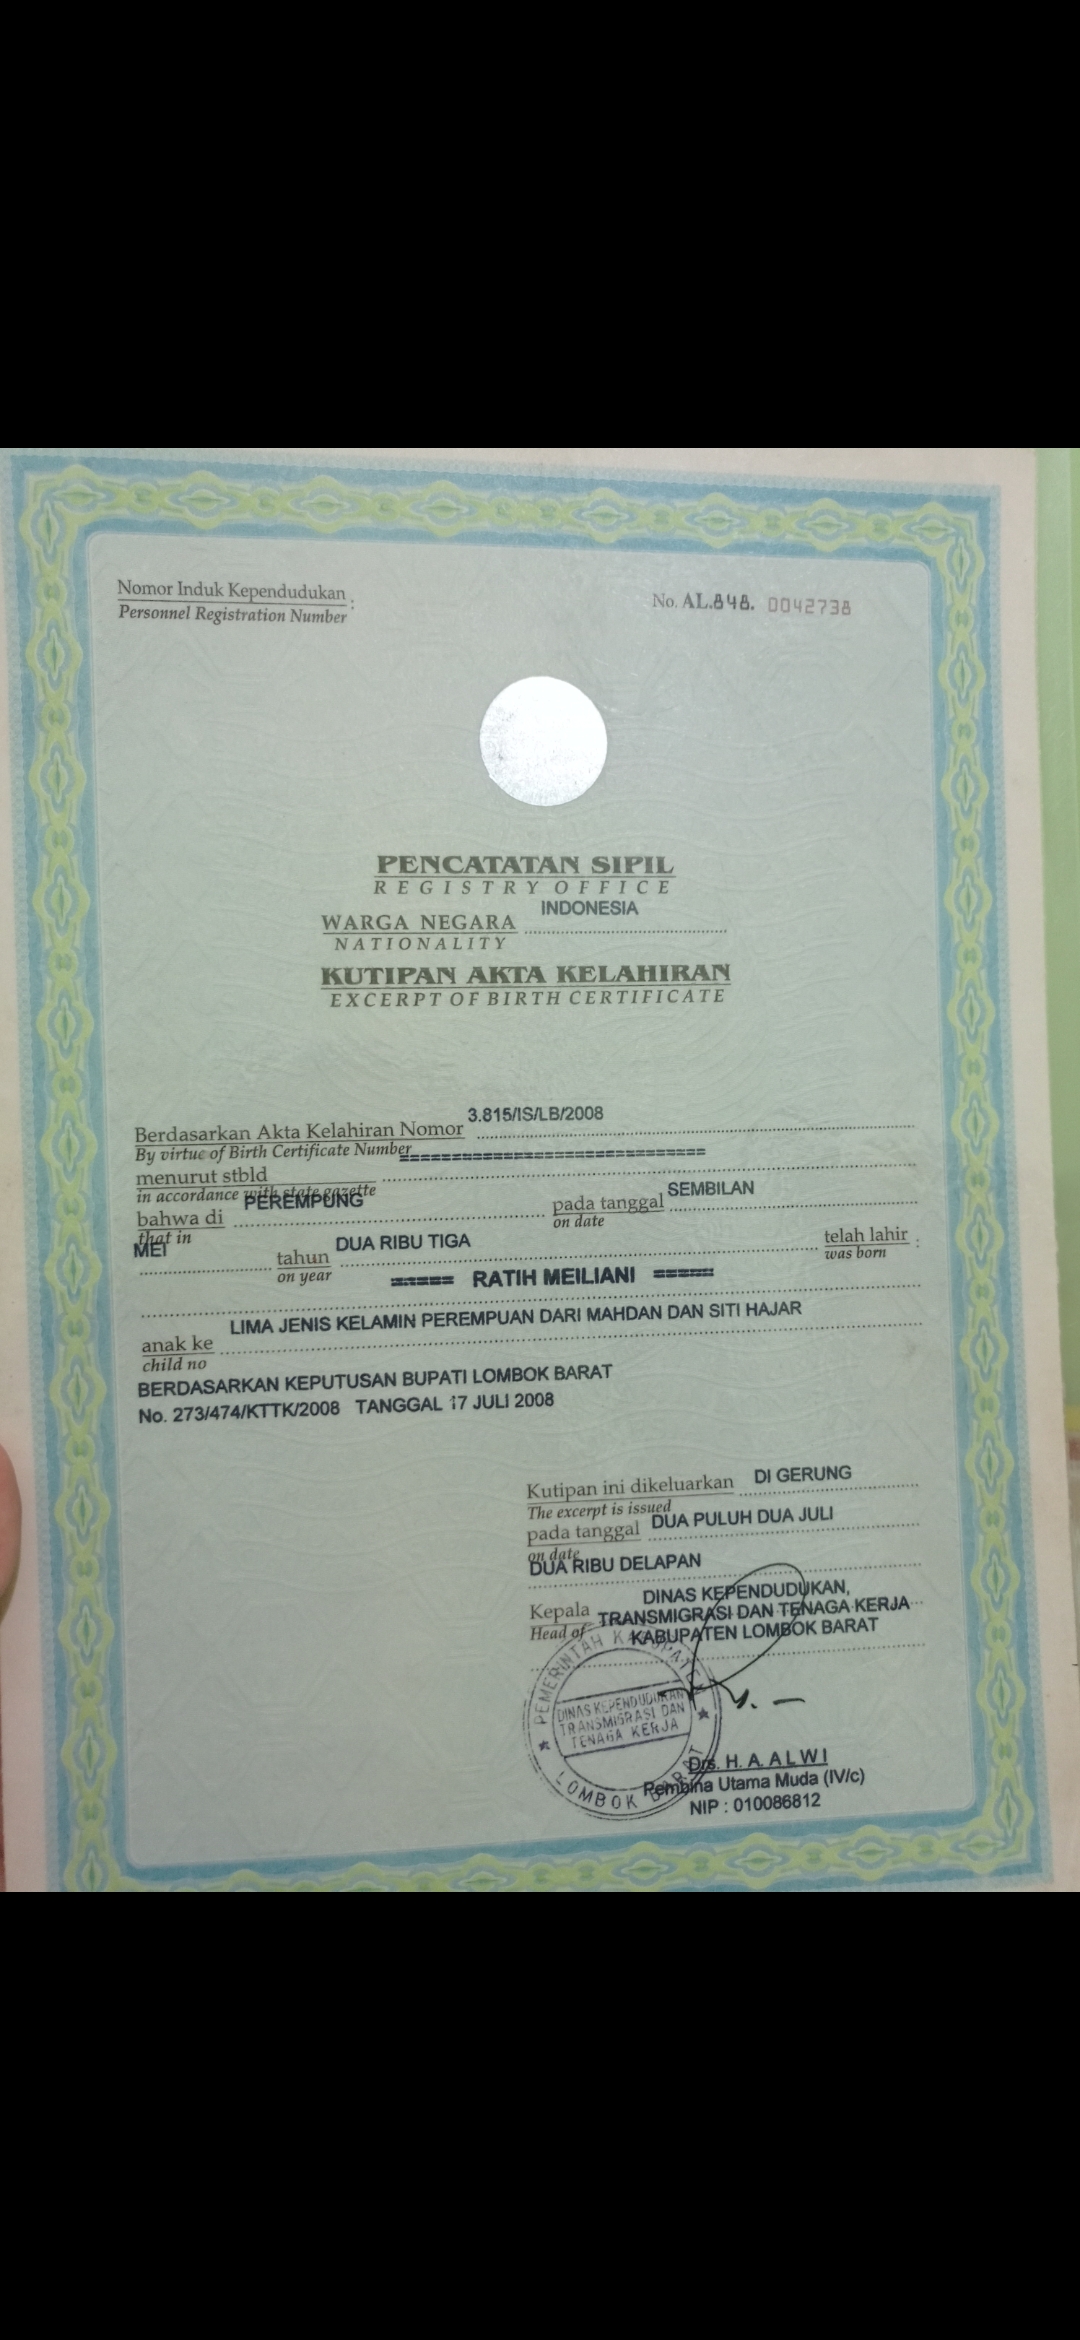 Nomor Induk Kependudukan :
Personnel Registration Number
No. AL.848. 0042738
PENCATATAN SIPIL
REGISTRY OFFICE
WARGA NEGARA INDONESIA
NATIONALITY
KUTIPAN AKTA KELAHIRAN
EXCERPT OF BIRTH CERTIFICATE
Berdasarkan Akta Kelahiran Nomor 3.815/IS/LB/2008
By virtue of Birth Certificate Number
menurut stbld ==============================
in accordance with state gazette
bahwa di PEREMPUNG pada tanggal SEMBILAN
that in on date
MEI tahun DUA RIBU TIGA telah lahir :
on year was born
===== RATIH MEILIANI =====
anak ke LIMA JENIS KELAMIN PEREMPUAN DARI MAHDAN DAN SITI HAJAR
child no
BERDASARKAN KEPUTUSAN BUPATI LOMBOK BARAT
No. 273/474/KTTK/2008 TANGGAL 17 JULI 2008
Kutipan ini dikeluarkan DI GERUNG
The excerpt is issued
pada tanggal DUA PULUH DUA JULI
on date
DUA RIBU DELAPAN
Kepala DINAS KEPENDUDUKAN,
Head of TRANSMIGRASI DAN TENAGA KERJA
KABUPATEN LOMBOK BARAT
PEMERINTAH KABUPATEN
DINAS KEPENDUDUKAN
TRANSMIGRASI DAN
TENAGA KERJA
LOMBOK BARAT
Drs. H. A. ALWI
Pembina Utama Muda (IV/c)
NIP : 010086812